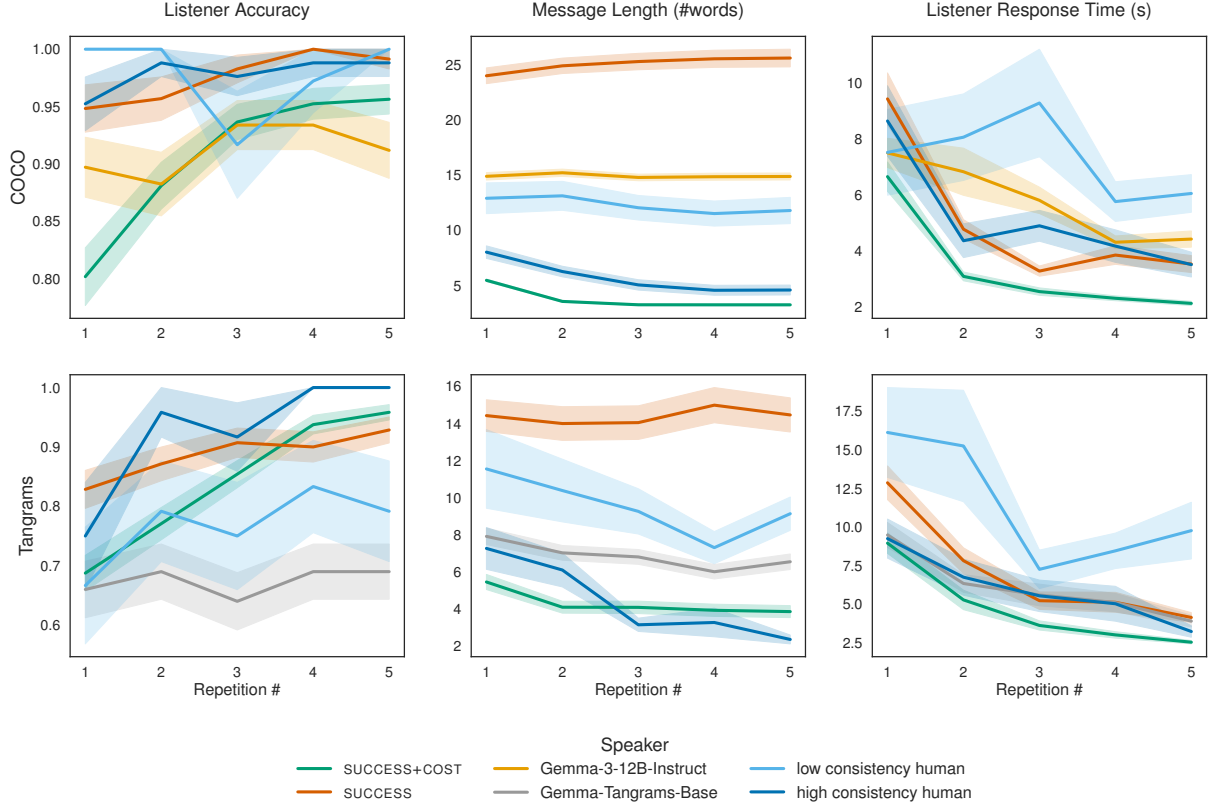 Listener Accuracy
Message Length (#words)
Listener Response Time (s)
COCO
1.00
0.95
0.90
0.85
0.80
1 2 3 4 5
25
20
15
10
5
1 2 3 4 5
10
8
6
4
2
1 2 3 4 5
Tangrams
1.0
0.9
0.8
0.7
0.6
1 2 3 4 5
Repetition #
16
14
12
10
8
6
4
2
1 2 3 4 5
Repetition #
17.5
15.0
12.5
10.0
7.5
5.0
2.5
1 2 3 4 5
Repetition #
Speaker
SUCCESS+COST
SUCCESS
Gemma-3-12B-Instruct
Gemma-Tangrams-Base
low consistency human
high consistency human